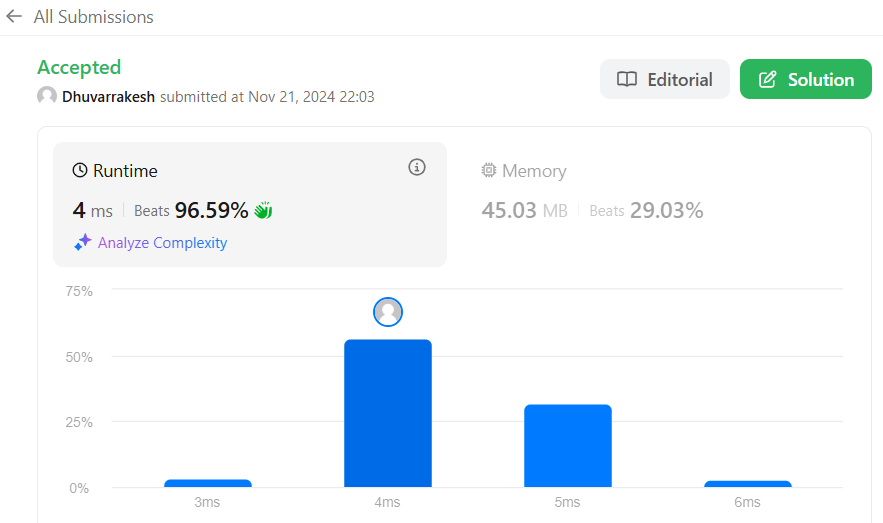 All Submissions
Accepted
Dhuvarrakesh submitted at Nov 21, 2024 22:03
Editorial
Solution
Runtime
4 ms Beats 96.59%
Analyze Complexity
Memory
45.03 MB Beats 29.03%
75%
50%
25%
0%
3ms 4ms 5ms 6ms